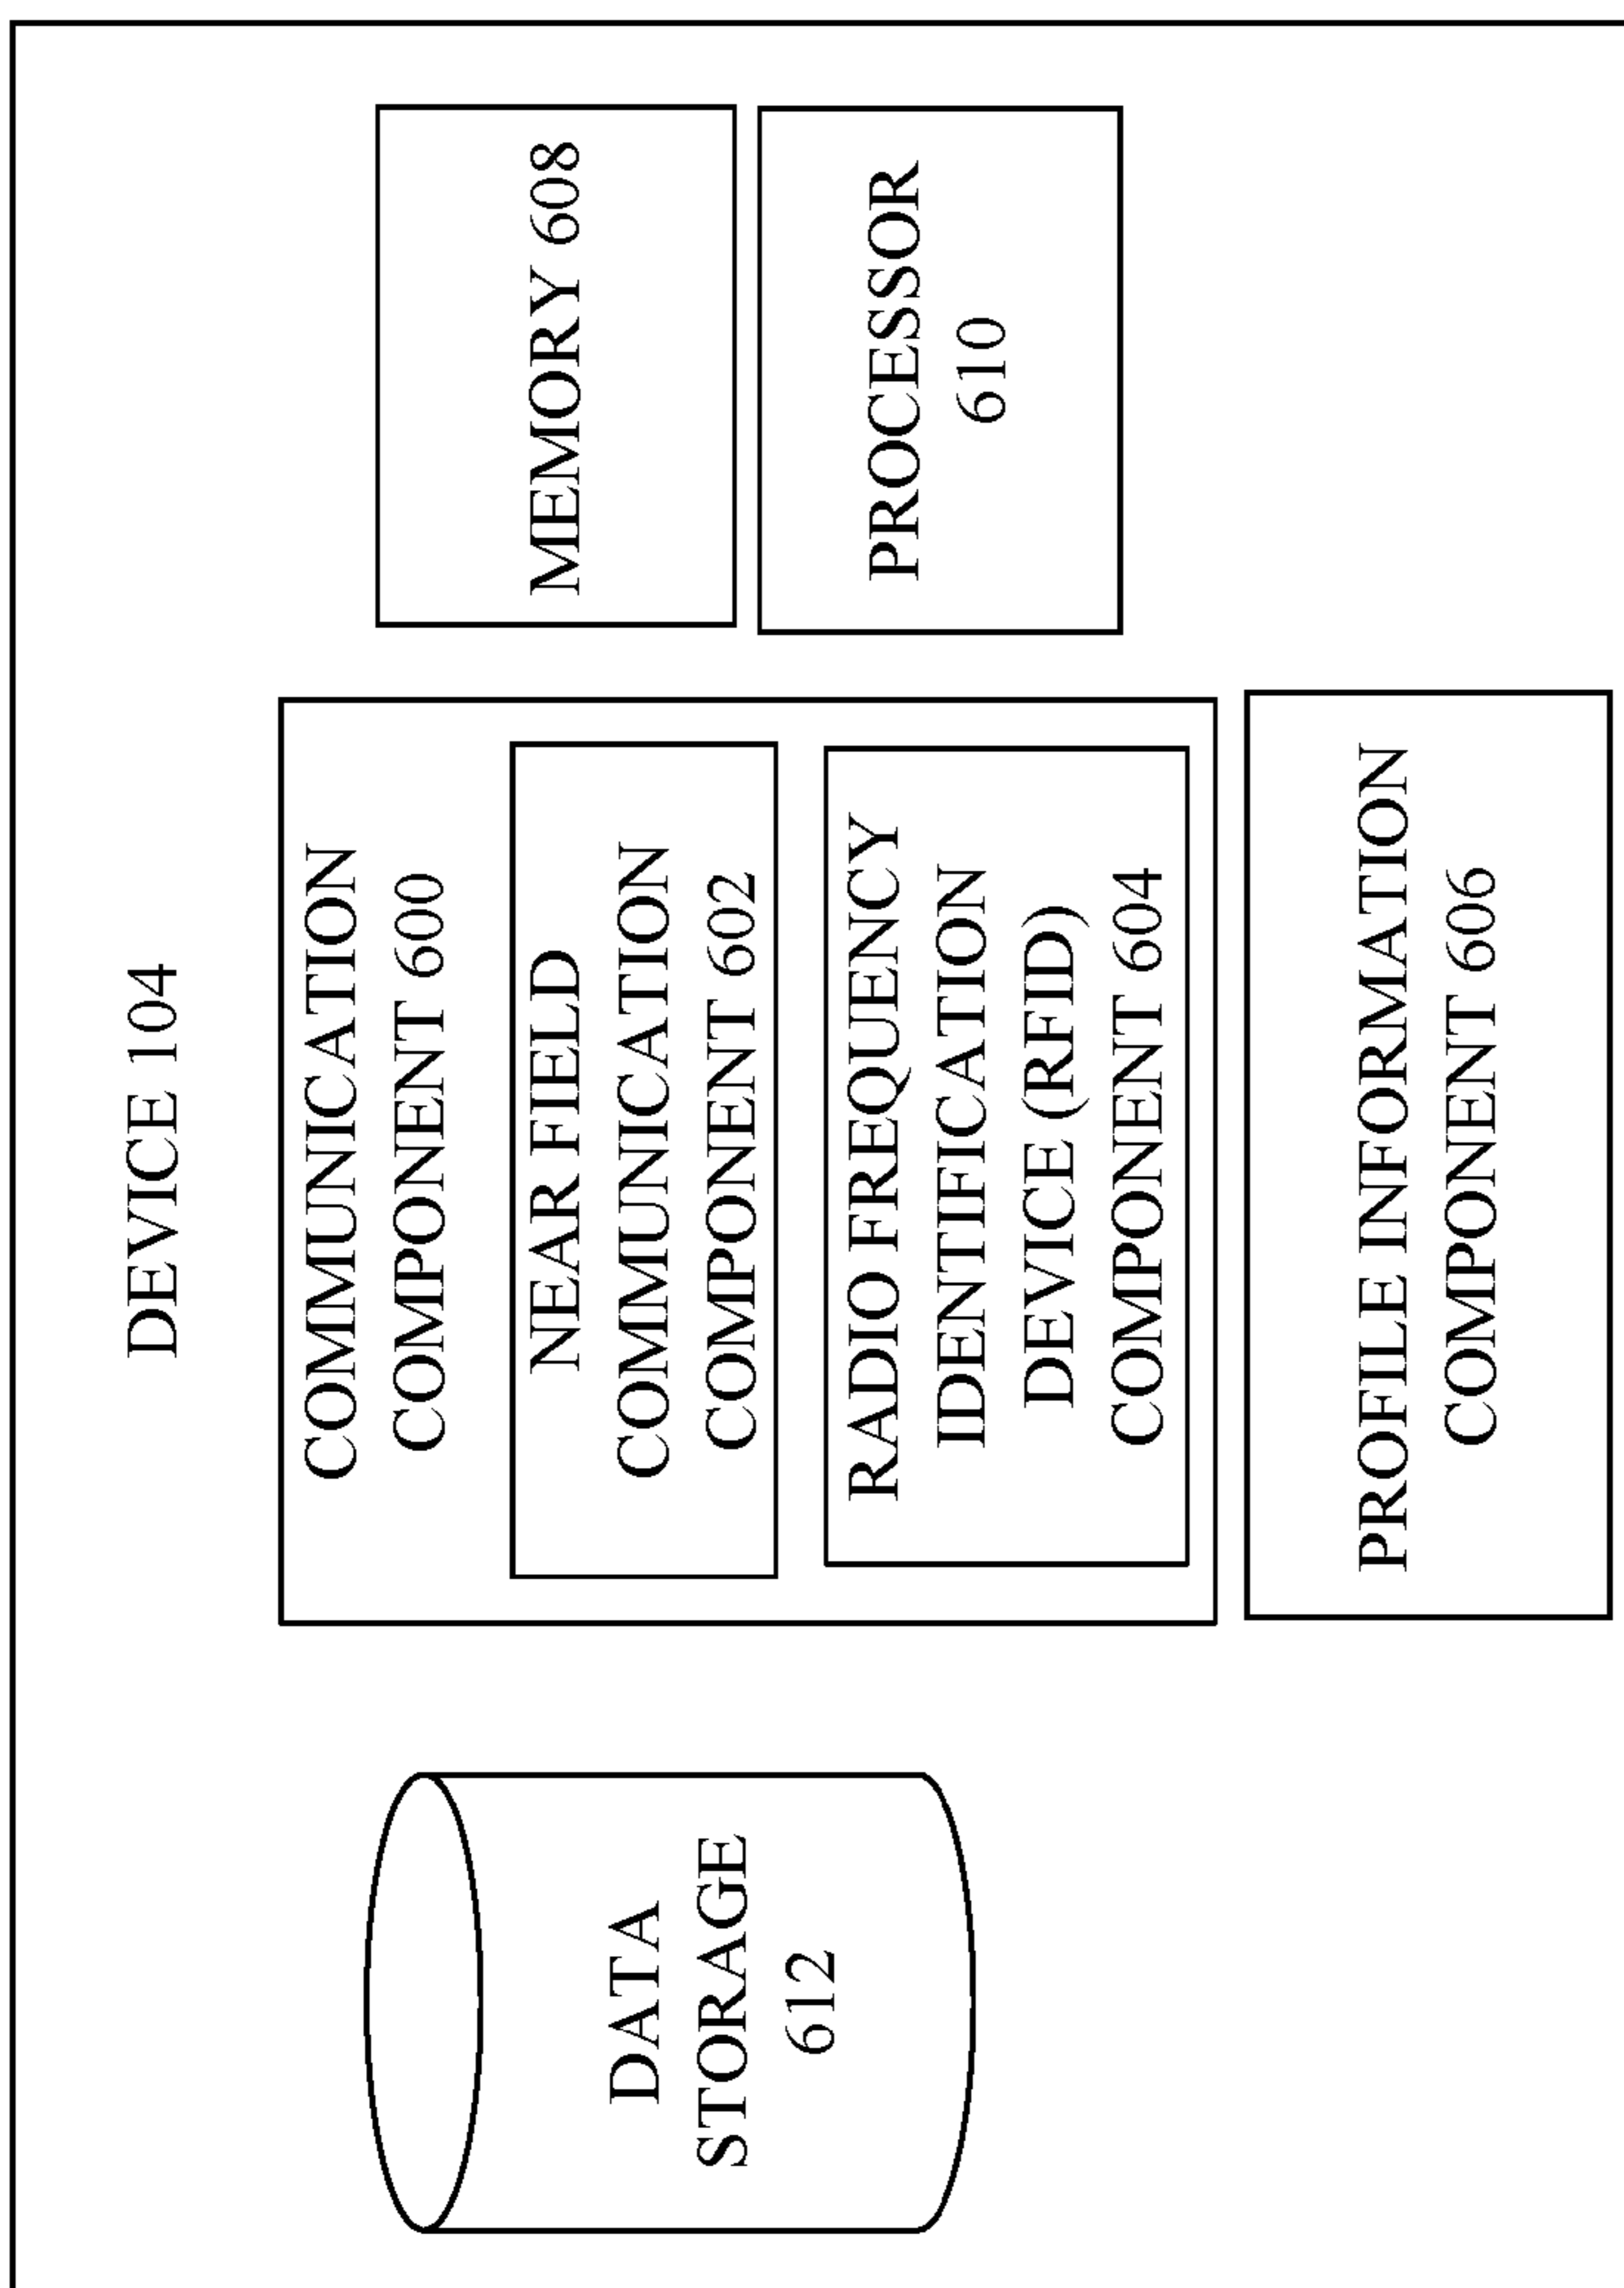 DEVICE 104
DATA
STORAGE
612
COMMUNICATION
COMPONENT 600
NEAR FIELD
COMMUNICATION
COMPONENT 602
RADIO FREQUENCY
IDENTIFICATION
DEVICE (RFID)
COMPONENT 604
PROFILE INFORMATION
COMPONENT 606
MEMORY 608
PROCESSOR
610